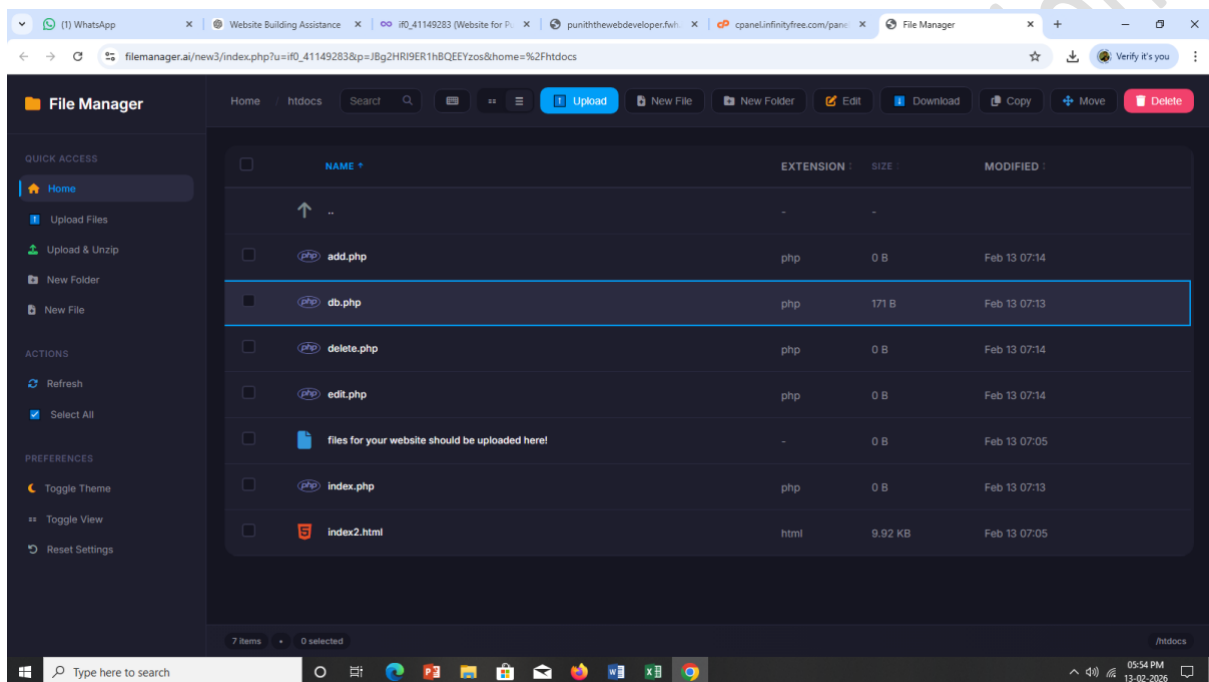 (1) WhatsApp
Website Building Assistance
if0_41149283 (Website for Pu
puniththewebdeveloper.fwh.
cpanel.infinityfree.com/pane
File Manager
filemanager.ai/new3/index.php?u=if0_41149283&p=JBg2HRI9ER1hBQEEYzos&home=%2Fhtdocs
Verify it's you
File Manager
Home / htdocs
Search
Upload
New File
New Folder
Edit
Download
Copy
Move
Delete
QUICK ACCESS
Home
Upload Files
Upload & Unzip
New Folder
New File
ACTIONS
Refresh
Select All
PREFERENCES
Toggle Theme
Toggle View
Reset Settings
NAME EXTENSION SIZE MODIFIED
.. - -
add.php php 0 B Feb 13 07:14
db.php php 171 B Feb 13 07:13
delete.php php 0 B Feb 13 07:14
edit.php php 0 B Feb 13 07:14
files for your website should be uploaded here! - 0 B Feb 13 07:05
index.php php 0 B Feb 13 07:13
index2.html html 9.92 KB Feb 13 07:05
7 items • 0 selected
/htdocs
Type here to search
05:54 PM
13-02-2026